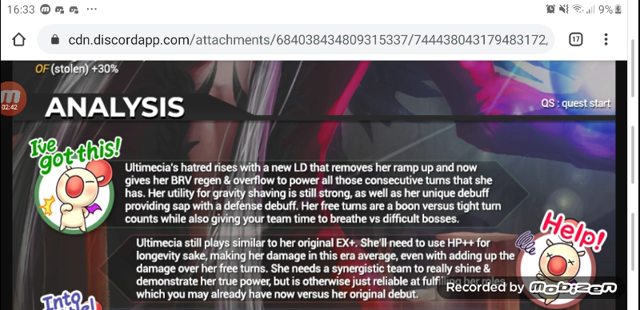 16:33 9%
cdn.discordapp.com/attachments/684038434809315337/744438043179483172, 17
OF (stolen) +30%
02:42
ANALYSIS
QS : quest start
I've got this!
Ultimecia's hatred rises with a new LD that removes her ramp up and now
gives her BRV regen & overflow to power all those consecutive turns that she
has. Her utility for gravity shaving is still strong, as well as her unique debuff
providing sap with a defense debuff. Her free turns are a boon versus tight turn
counts while also giving your team time to breathe vs difficult bosses.
Help!
Ultimecia still plays similar to her original EX+. She'll need to use HP++ for
longevity sake, making her damage in this era average, even with adding up the
damage over her free turns. She needs a synergistic team to really shine &
demonstrate her true power, but is otherwise just reliable at fulfilling her roles
which you may already have now versus her original debut.
Recorded by Mobizen
Into